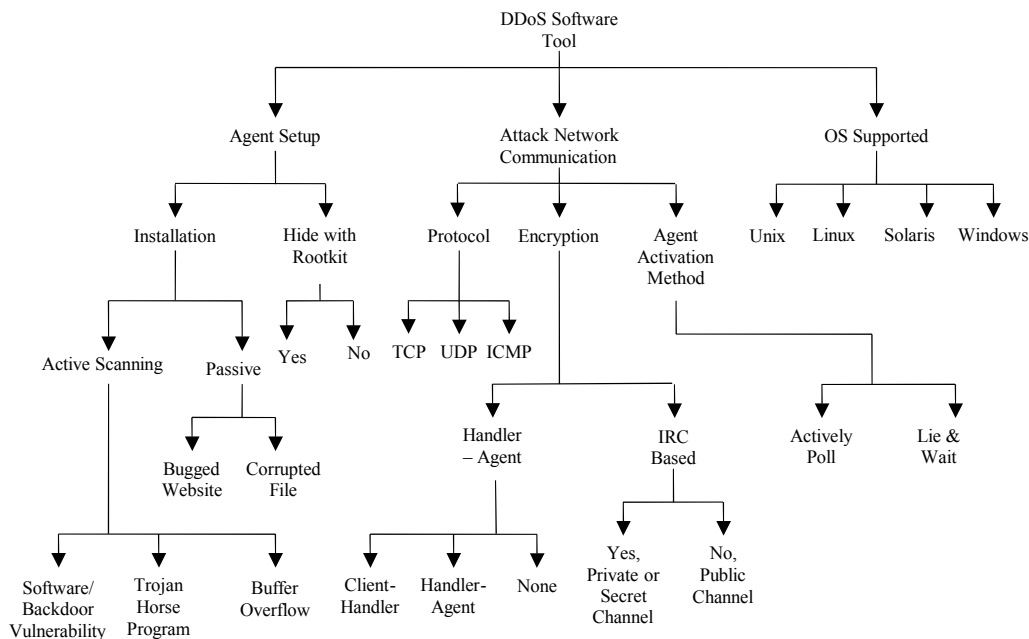 DDoS Software
Tool
Agent Setup
Attack Network
Communication
OS Supported
Installation
Hide with
Rootkit
Protocol
Encryption
Agent
Activation
Method
Unix
Linux
Solaris
Windows
Active Scanning
Passive
Yes
No
TCP
UDP
ICMP
Bugged
Website
Corrupted
File
Handler
– Agent
IRC
Based
Actively
Poll
Lie &
Wait
Software/
Backdoor
Vulnerability
Trojan
Horse
Program
Buffer
Overflow
Client-
Handler
Handler-
Agent
None
Yes,
Private or
Secret
Channel
No,
Public
Channel